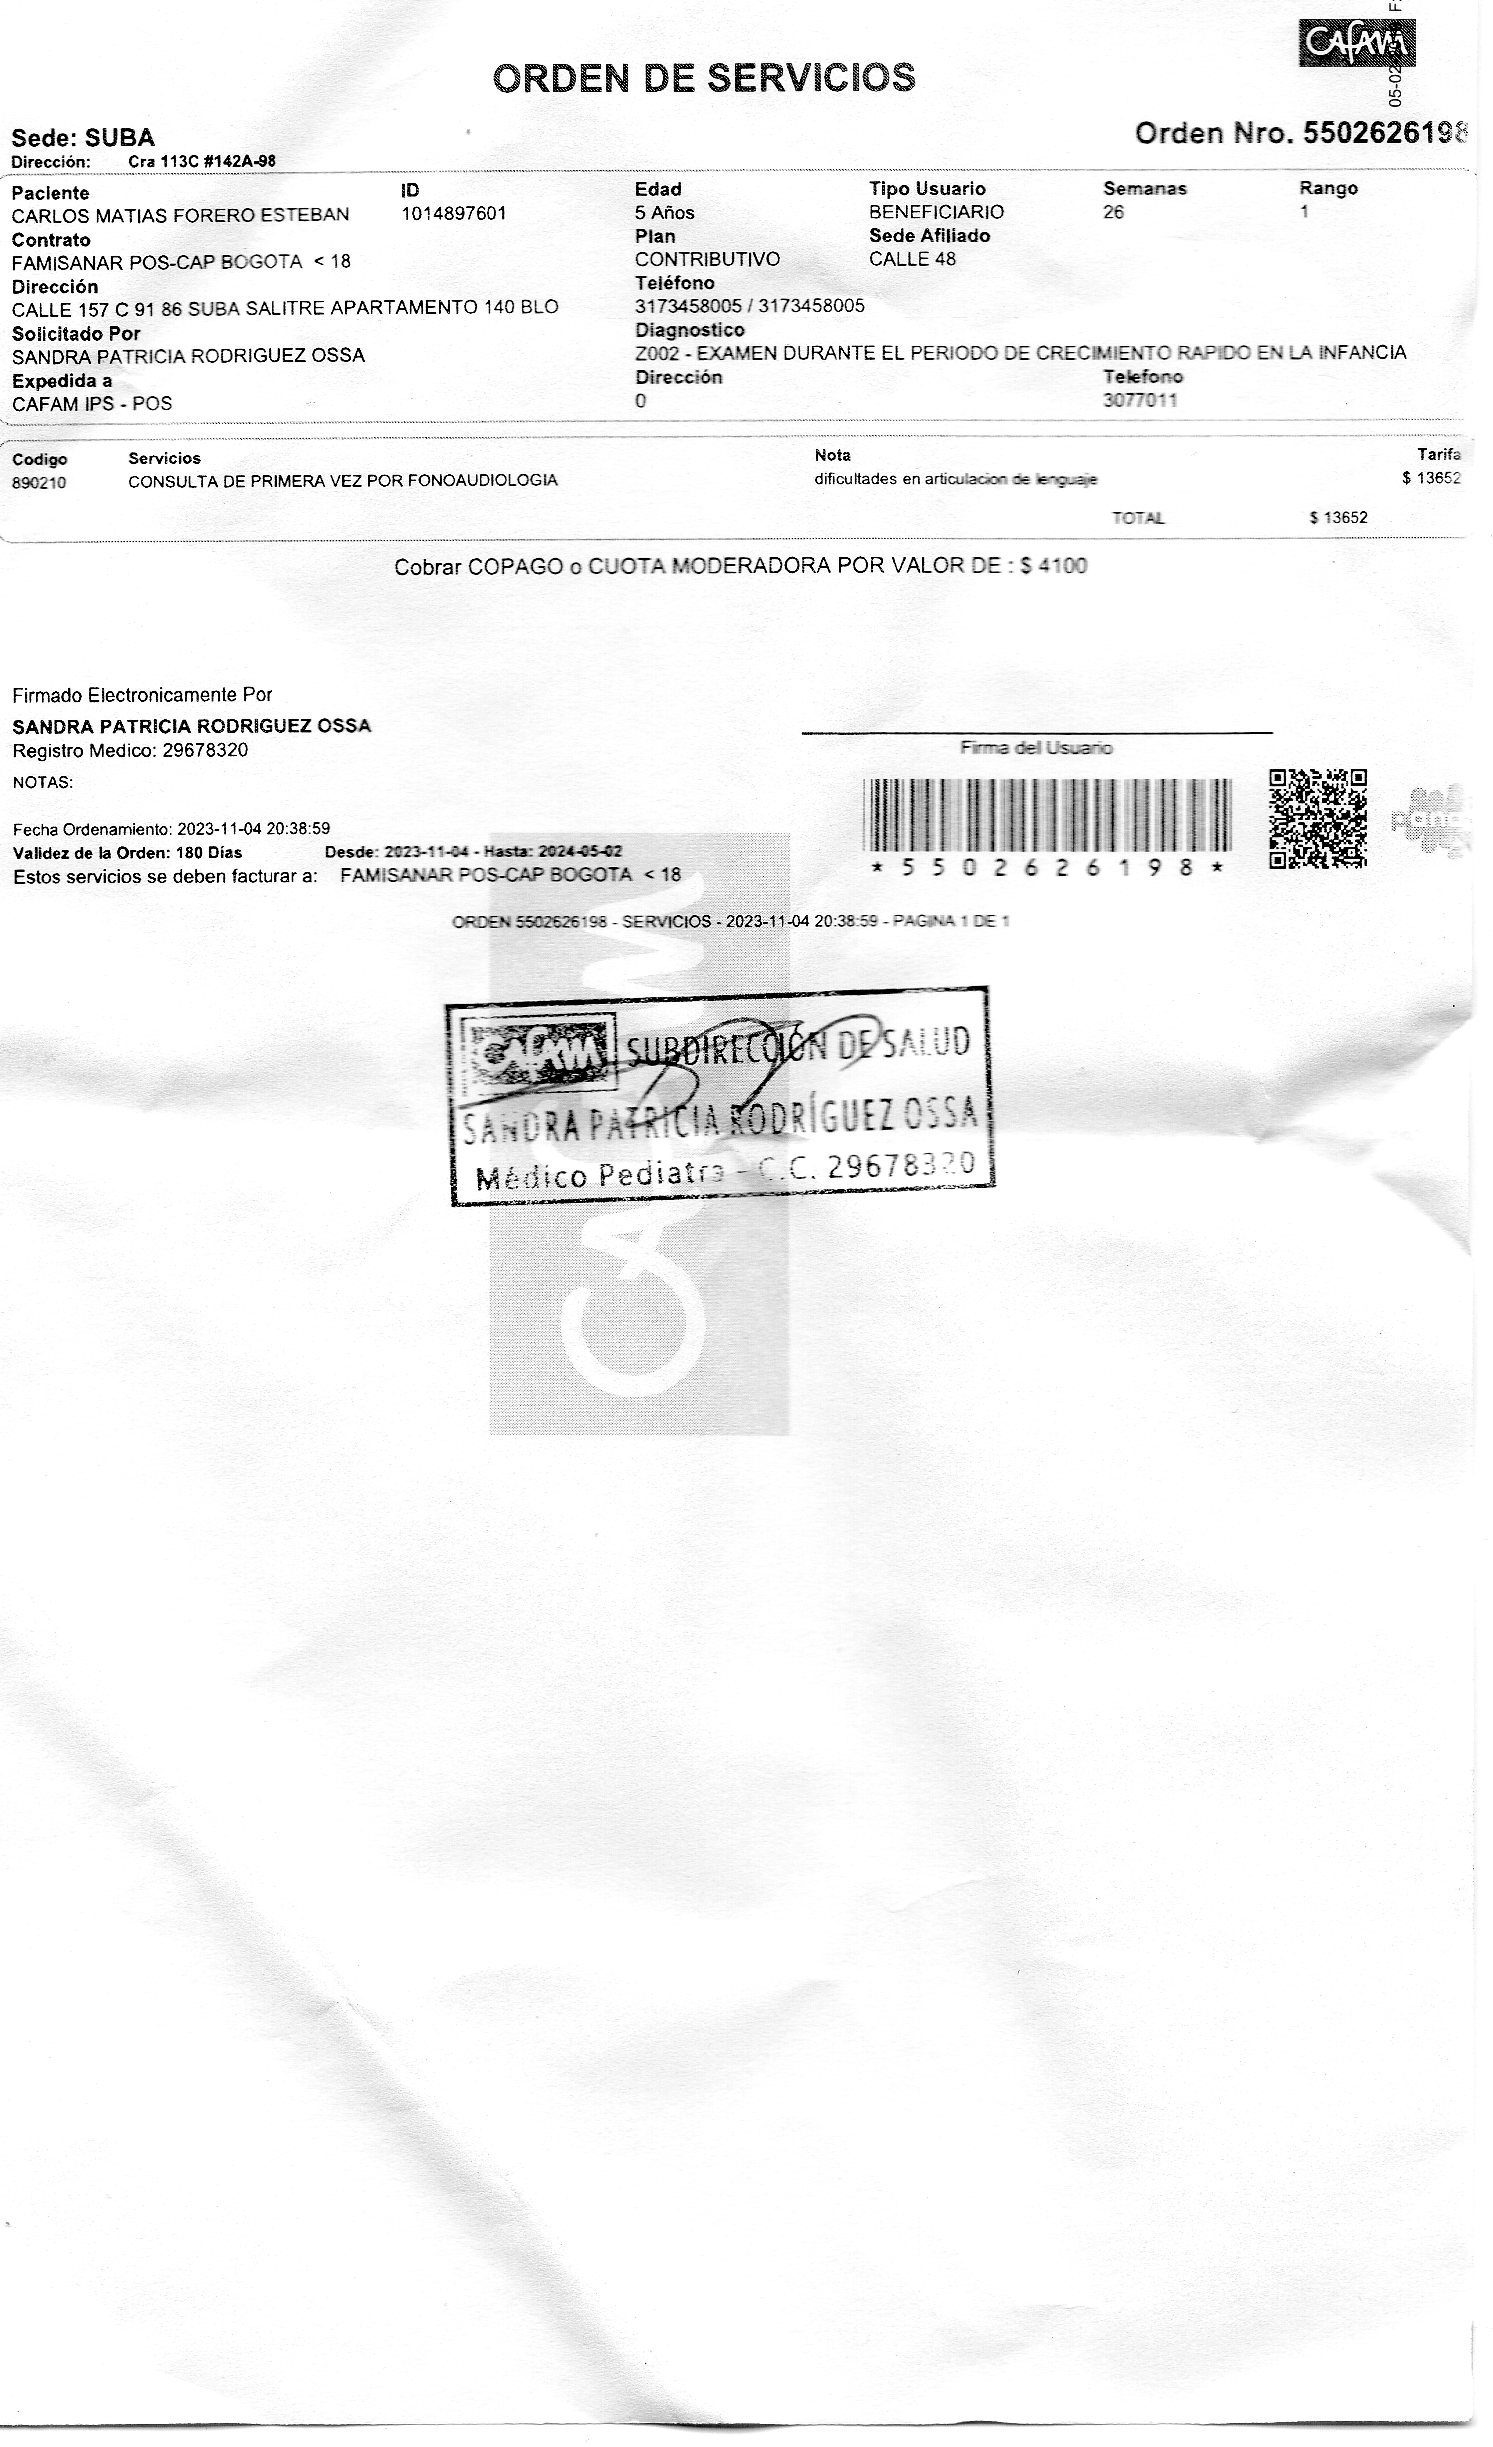 CAFAM
ORDEN DE SERVICIOS
Sede: SUBA
Orden Nro. 5502626198
Dirección: Cra 113C #142A-98
Paciente ID Edad Tipo Usuario Semanas Rango
CARLOS MATIAS FORERO ESTEBAN 1014897601 5 Años BENEFICIARIO 26 1
Contrato Plan Sede Afiliado
FAMISANAR POS-CAP BOGOTA < 18 CONTRIBUTIVO CALLE 48
Dirección Teléfono
CALLE 157 C 91 86 SUBA SALITRE APARTAMENTO 140 BLO 3173458005 / 3173458005
Solicitado Por Diagnostico
SANDRA PATRICIA RODRIGUEZ OSSA Z002 - EXAMEN DURANTE EL PERIODO DE CRECIMIENTO RAPIDO EN LA INFANCIA
Expedida a Dirección Telefono
CAFAM IPS - POS 0 3077011
Codigo Servicios Nota Tarifa
890210 CONSULTA DE PRIMERA VEZ POR FONOAUDIOLOGIA dificultades en articulacion de lenguaje $ 13652
TOTAL $ 13652
Cobrar COPAGO o CUOTA MODERADORA POR VALOR DE : $ 4100
Firmado Electronicamente Por
SANDRA PATRICIA RODRIGUEZ OSSA
Registro Medico: 29678320
Firma del Usuario
NOTAS:
Fecha Ordenamiento: 2023-11-04 20:38:59
Validez de la Orden: 180 Días Desde: 2023-11-04 - Hasta: 2024-05-02
*5502626198*
Estos servicios se deben facturar a: FAMISANAR POS-CAP BOGOTA < 18
ORDEN 5502626198 - SERVICIOS - 2023-11-04 20:38:59 - PAGINA 1 DE 1
CAFAM SUBDIRECCIÓN DE SALUD
SANDRA PATRICIA RODRÍGUEZ OSSA
Médico Pediatra - C.C. 29678320
CAFAM